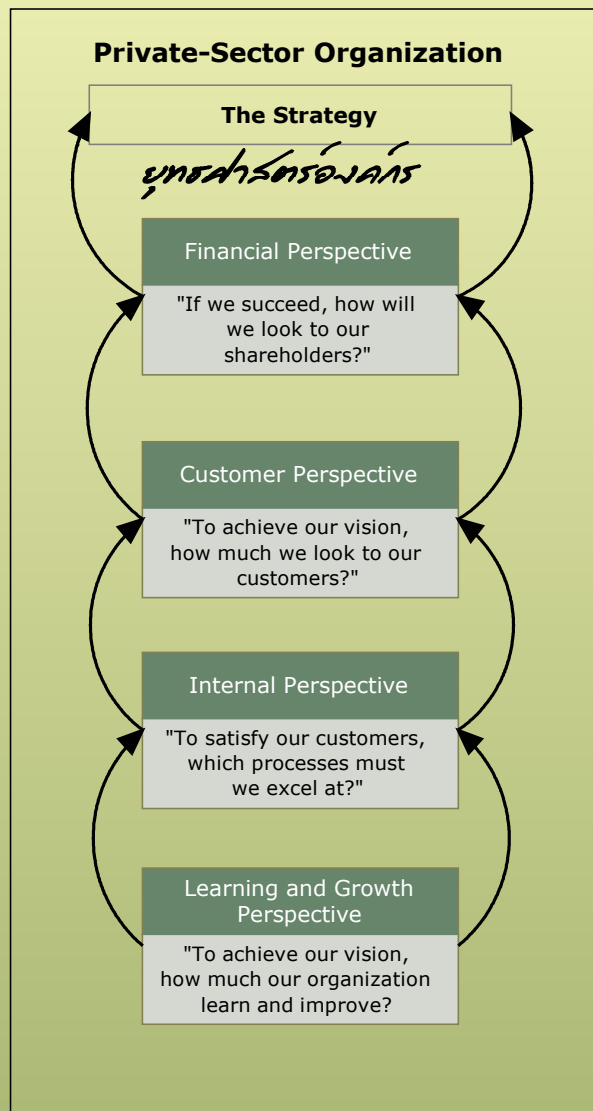 Private-Sector Organization
The Strategy
ยุทธศาสตร์องค์กร
Financial Perspective
"If we succeed, how will
we look to our
shareholders?"
Customer Perspective
"To achieve our vision,
how much we look to our
customers?"
Internal Perspective
"To satisfy our customers,
which processes must
we excel at?"
Learning and Growth
Perspective
"To achieve our vision,
how much our organization
learn and improve?